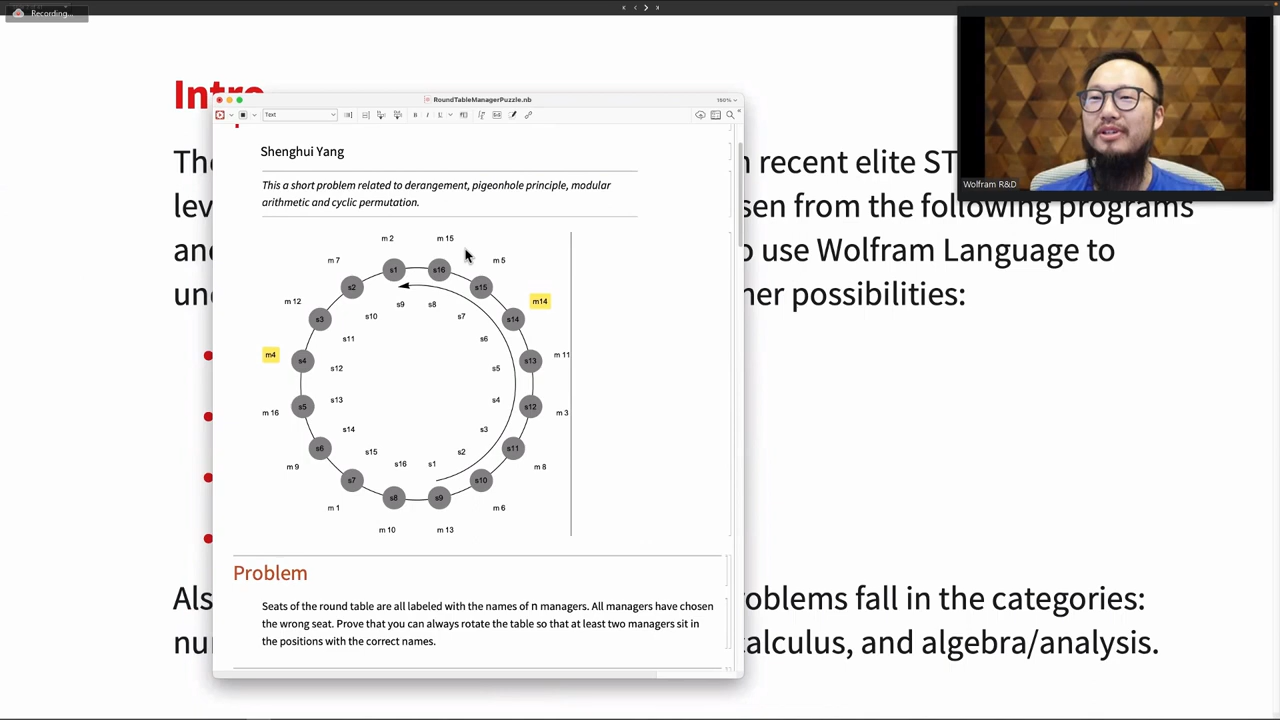 Recording...
Intro
RoundTableManagerPuzzle.nb
150%
Text
Shenghui Yang
This a short problem related to derangement, pigeonhole principle, modular
arithmetic and cyclic permutation.
m 2
m 15
m 7
m 5
m 12
m14
m4
m 11
m 16
m 3
m 9
m 8
m 1
m 6
m 10
m 13
s1
s16
s2
s15
s3
s14
s4
s13
s5
s12
s6
s11
s7
s10
s8
s9
s9
s8
s10
s7
s11
s6
s12
s5
s13
s4
s14
s3
s15
s2
s16
s1
Problem
Seats of the round table are all labeled with the names of n managers. All managers have chosen
the wrong seat. Prove that you can always rotate the table so that at least two managers sit in
the positions with the correct names.
The
recent elite ST
lev
sen from the following programs
and
o use Wolfram Language to
un
her possibilities:
Als
oblems fall in the categories:
nu
calculus, and algebra/analysis.
Wolfram R&D